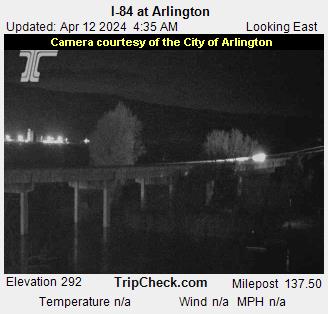 I-84 at Arlington
Updated: Apr 12 2024 4:35 AM Looking East
Camera courtesy of the City of Arlington
Elevation 292 TripCheck.com Milepost 137.50
Temperature n/a Wind n/a MPH n/a